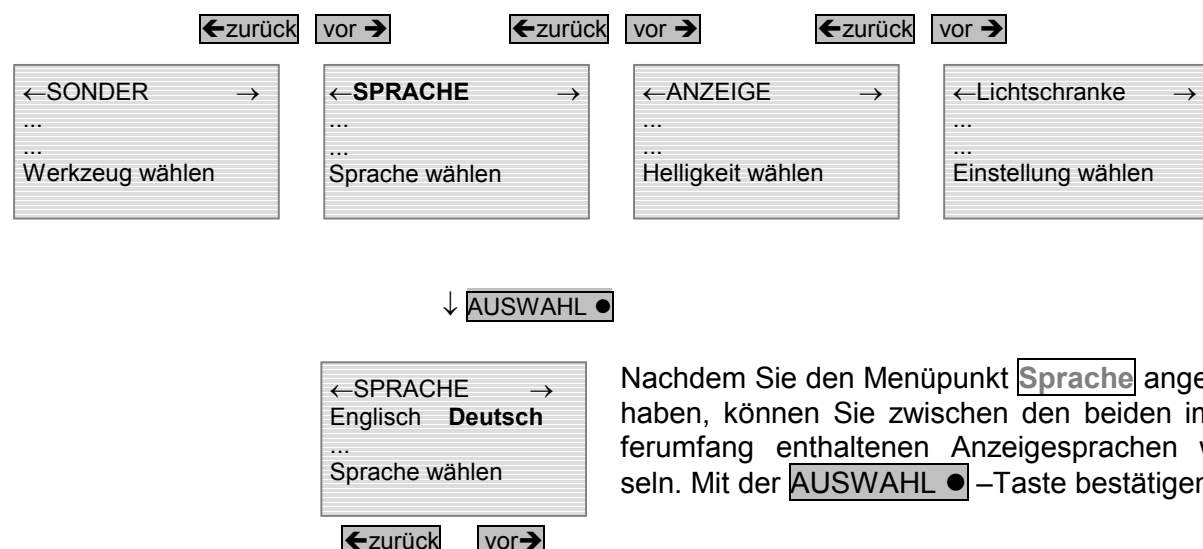 🡸zurück vor ➔ 🡸zurück vor ➔ 🡸zurück vor ➔
←SONDER →
...
...
Werkzeug wählen
←SPRACHE →
...
...
Sprache wählen
←ANZEIGE →
...
...
Helligkeit wählen
←Lichtschranke →
...
...
Einstellung wählen
↓ AUSWAHL ●
←SPRACHE →
Englisch Deutsch
...
Sprache wählen
🡸zurück vor➔
Nachdem Sie den Menüpunkt Sprache ange
haben, können Sie zwischen den beiden
ferumfang enthaltenen Anzeigesprachen
seln. Mit der AUSWAHL ● –Taste